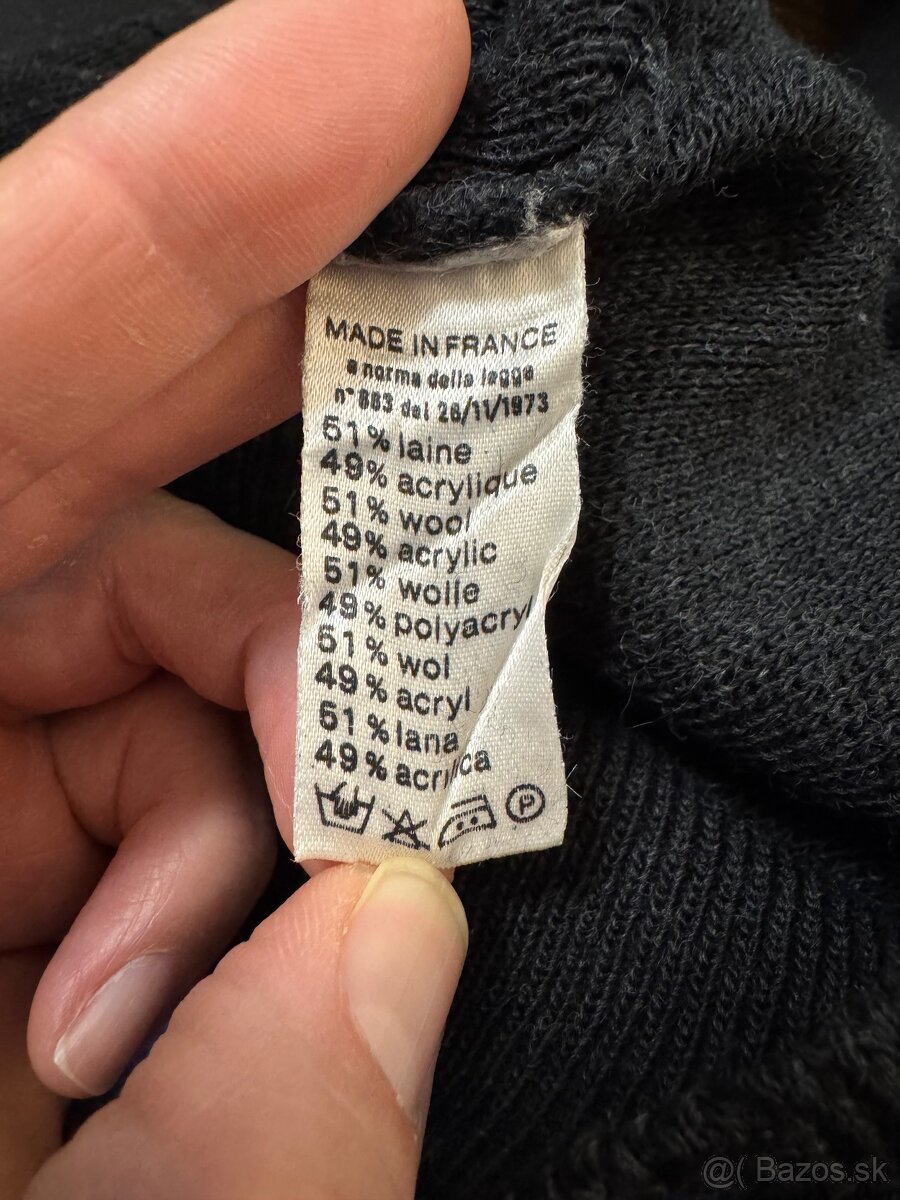 MADE IN FRANCE
a norma della legge
n° 883 del 26/11/1973
51% laine
49% acrylique
51% wool
49% acrylic
51% wolle
49% polyacryl
51% wol
49% acryl
51% lana
49% acrilica
P
@( Bazos.sk